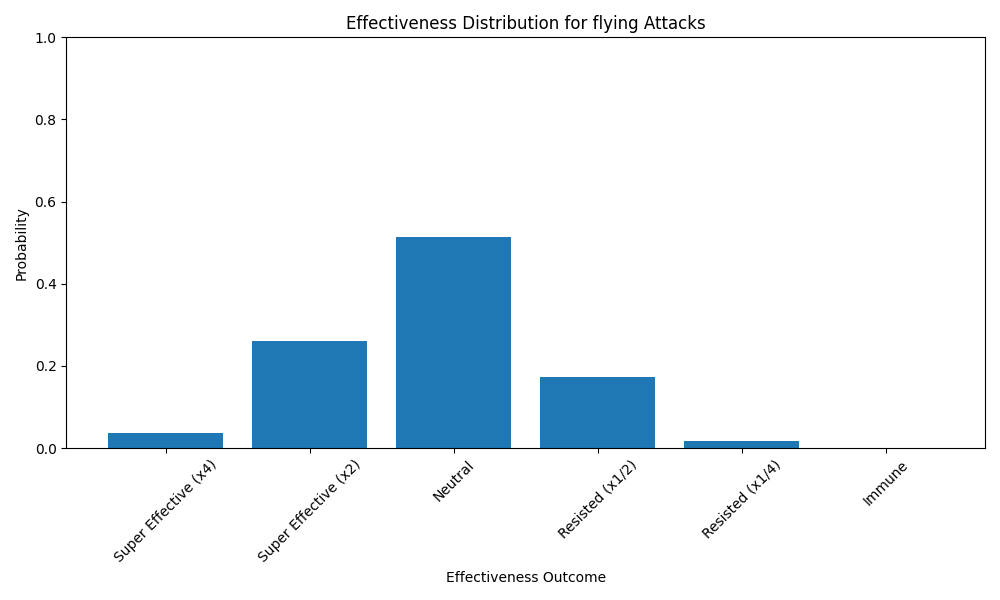 Effectiveness Distribution for flying Attacks
1.0
0.8
0.6
0.4
0.2
0.0
Probability
Super Effective (x4)
Super Effective (x2)
Neutral
Resisted (x1/2)
Resisted (x1/4)
Immune
Effectiveness Outcome